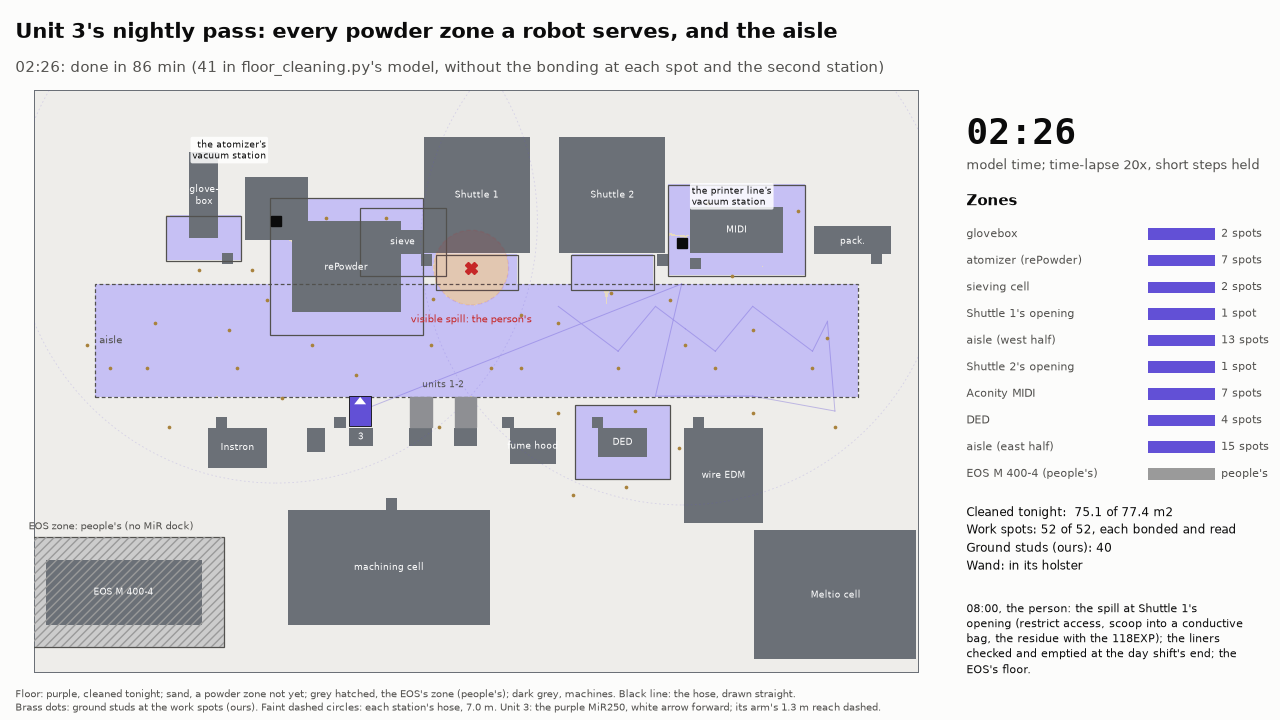 Unit 3's nightly pass: every powder zone a robot serves, and the aisle
02:26: done in 86 min (41 in floor_cleaning.py's model, without the bonding at each spot and the second station)
the atomizer's
vacuum station
glove-
box
sieve
rePowder
Shuttle 1
Shuttle 2
the printer line's
vacuum station
MIDI
pack.
visible spill: the person's
aisle
units 1-2
3
Instron
fume hood
DED
wire EDM
EOS zone: people's (no MiR dock)
EOS M 400-4
machining cell
Meltio cell
02:26
model time; time-lapse 20x, short steps held
Zones
glovebox 2 spots
atomizer (rePowder) 7 spots
sieving cell 2 spots
Shuttle 1's opening 1 spot
aisle (west half) 13 spots
Shuttle 2's opening 1 spot
Aconity MIDI 7 spots
DED 4 spots
aisle (east half) 15 spots
EOS M 400-4 (people's) people's
Cleaned tonight: 75.1 of 77.4 m2
Work spots: 52 of 52, each bonded and read
Ground studs (ours): 40
Wand: in its holster
08:00, the person: the spill at Shuttle 1's
opening (restrict access, scoop into a conductive
bag, the residue with the 118EXP); the liners
checked and emptied at the day shift's end; the
EOS's floor.
Floor: purple, cleaned tonight; sand, a powder zone not yet; grey hatched, the EOS's zone (people's); dark grey, machines. Black line: the hose, drawn straight.
Brass dots: ground studs at the work spots (ours). Faint dashed circles: each station's hose, 7.0 m. Unit 3: the purple MiR250, white arrow forward; its arm's 1.3 m reach dashed.